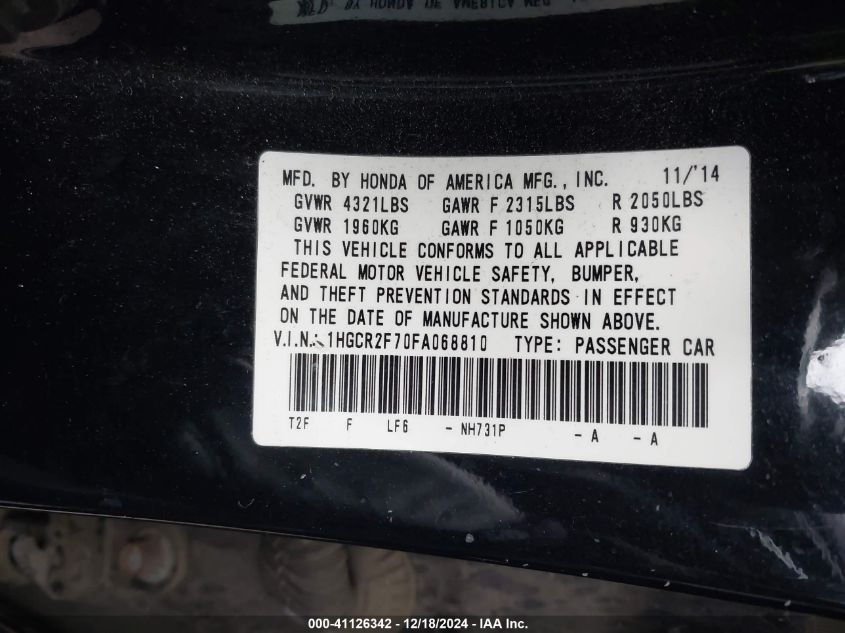 MFD. BY HONDA OF AMERICA MFG., INC. 11/'14
GVWR 4321LBS GAWR F 2315LBS R 2050LBS
GVWR 1960KG GAWR F 1050KG R 930KG
THIS VEHICLE CONFORMS TO ALL APPLICABLE
FEDERAL MOTOR VEHICLE SAFETY, BUMPER,
AND THEFT PREVENTION STANDARDS IN EFFECT
ON THE DATE OF MANUFACTURE SHOWN ABOVE.
V.I.N.: 1HGCR2F70FA068810 TYPE: PASSENGER CAR
T2F F LF6 - NH731P - A - A
000-41126342 - 12/18/2024 - IAA Inc.